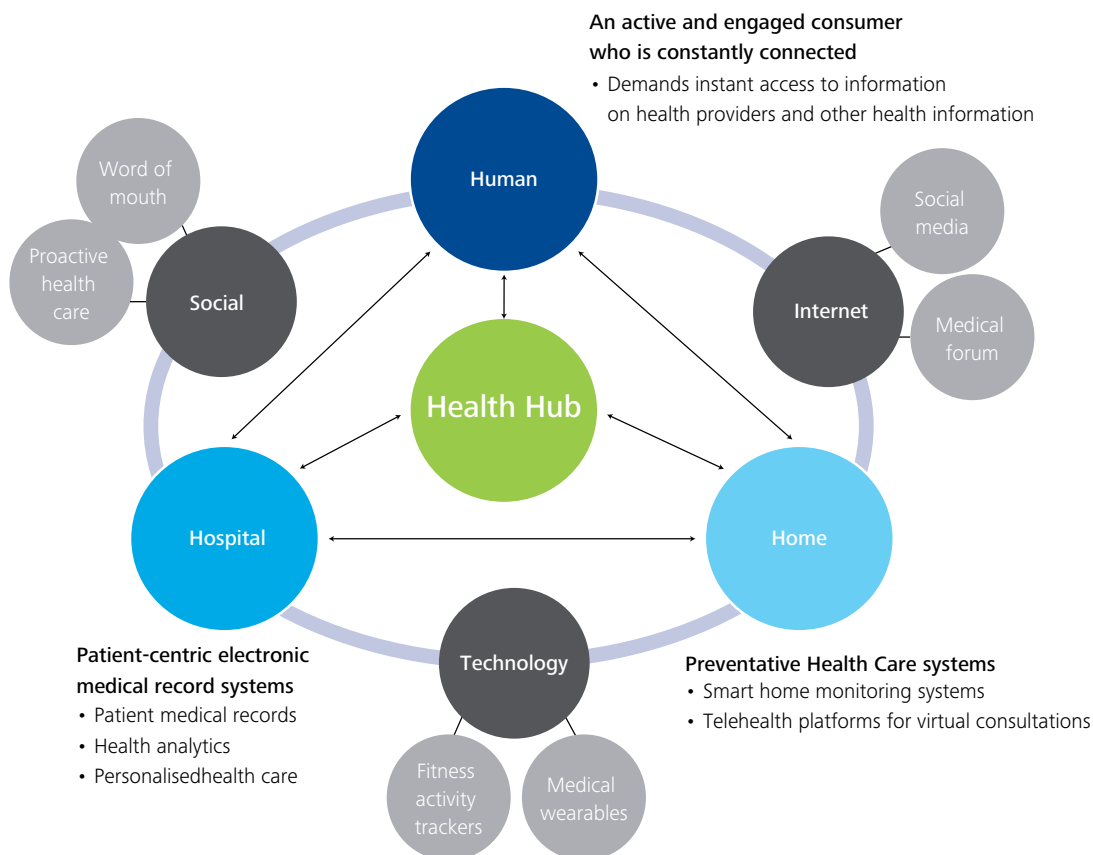 An active and engaged consumer
who is constantly connected
• Demands instant access to information
on health providers and other health information
Human
Word of
mouth
Proactive
health
care
Social
Social
media
Internet
Medical
forum
Health Hub
Hospital
Home
Technology
Patient-centric electronic
medical record systems
• Patient medical records
• Health analytics
• Personalisedhealth care
Preventative Health Care systems
• Smart home monitoring systems
• Telehealth platforms for virtual consultations
Fitness
activity
trackers
Medical
wearables